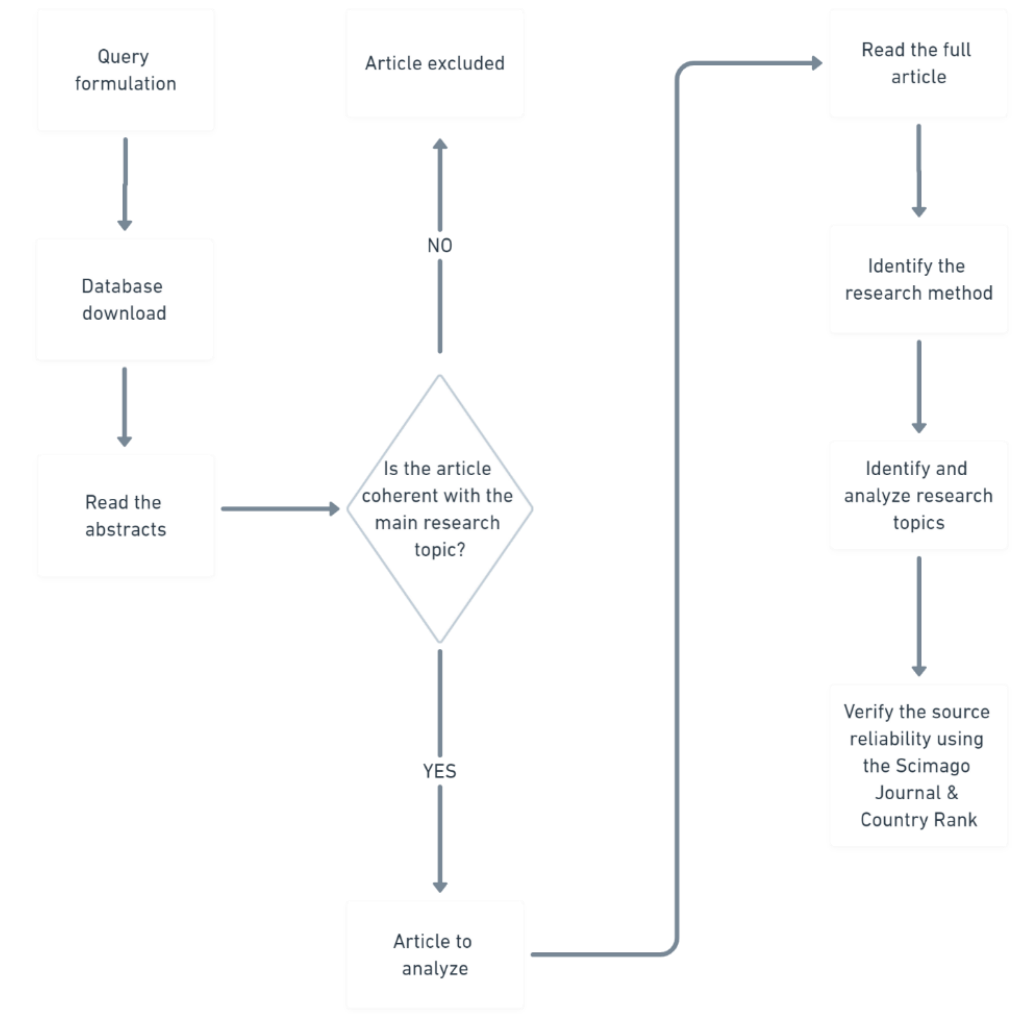 Query
formulation
Database
download
Read the
abstracts
Article excluded
NO
Is the article
coherent with the
main research
topic?
YES
Article to
analyze
Read the full
article
Identify the
research method
Identify and
analyze research
topics
Verify the source
reliability using
the Scimago
Journal &
Country Rank